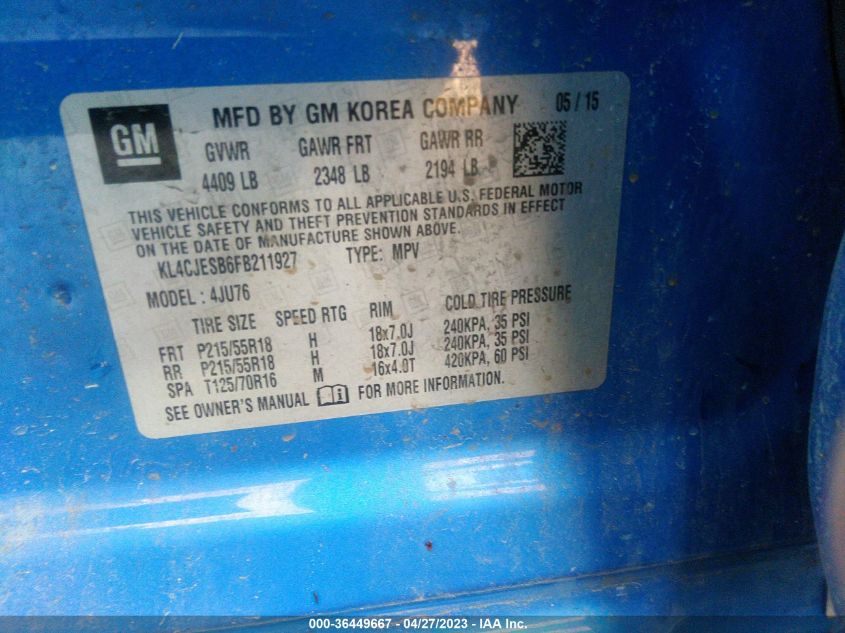 GM
MFD BY GM KOREA COMPANY 05 / 15
GVWR GAWR FRT GAWR RR
4409 LB 2348 LB 2194 LB
THIS VEHICLE CONFORMS TO ALL APPLICABLE U.S. FEDERAL MOTOR
VEHICLE SAFETY AND THEFT PREVENTION STANDARDS IN EFFECT
ON THE DATE OF MANUFACTURE SHOWN ABOVE.
KL4CJESB6FB211927 TYPE: MPV
MODEL: 4JU76
TIRE SIZE SPEED RTG RIM COLD TIRE PRESSURE
FRT P215/55R18 H 18x7.0J 240KPA, 35 PSI
RR P215/55R18 H 18x7.0J 240KPA, 35 PSI
SPA T125/70R16 M 16x4.0T 420KPA, 60 PSI
SEE OWNER'S MANUAL i FOR MORE INFORMATION.
000-36449667 - 04/27/2023 - IAA Inc.